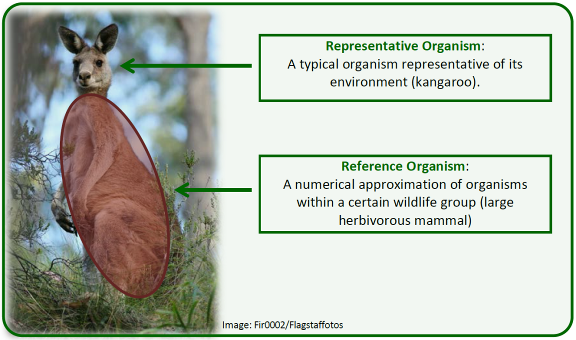 Representative Organism:
A typical organism representative of its
environment (kangaroo).
Reference Organism:
A numerical approximation of organisms
within a certain wildlife group (large
herbivorous mammal)
Image: Fir0002/Flagstaffotos